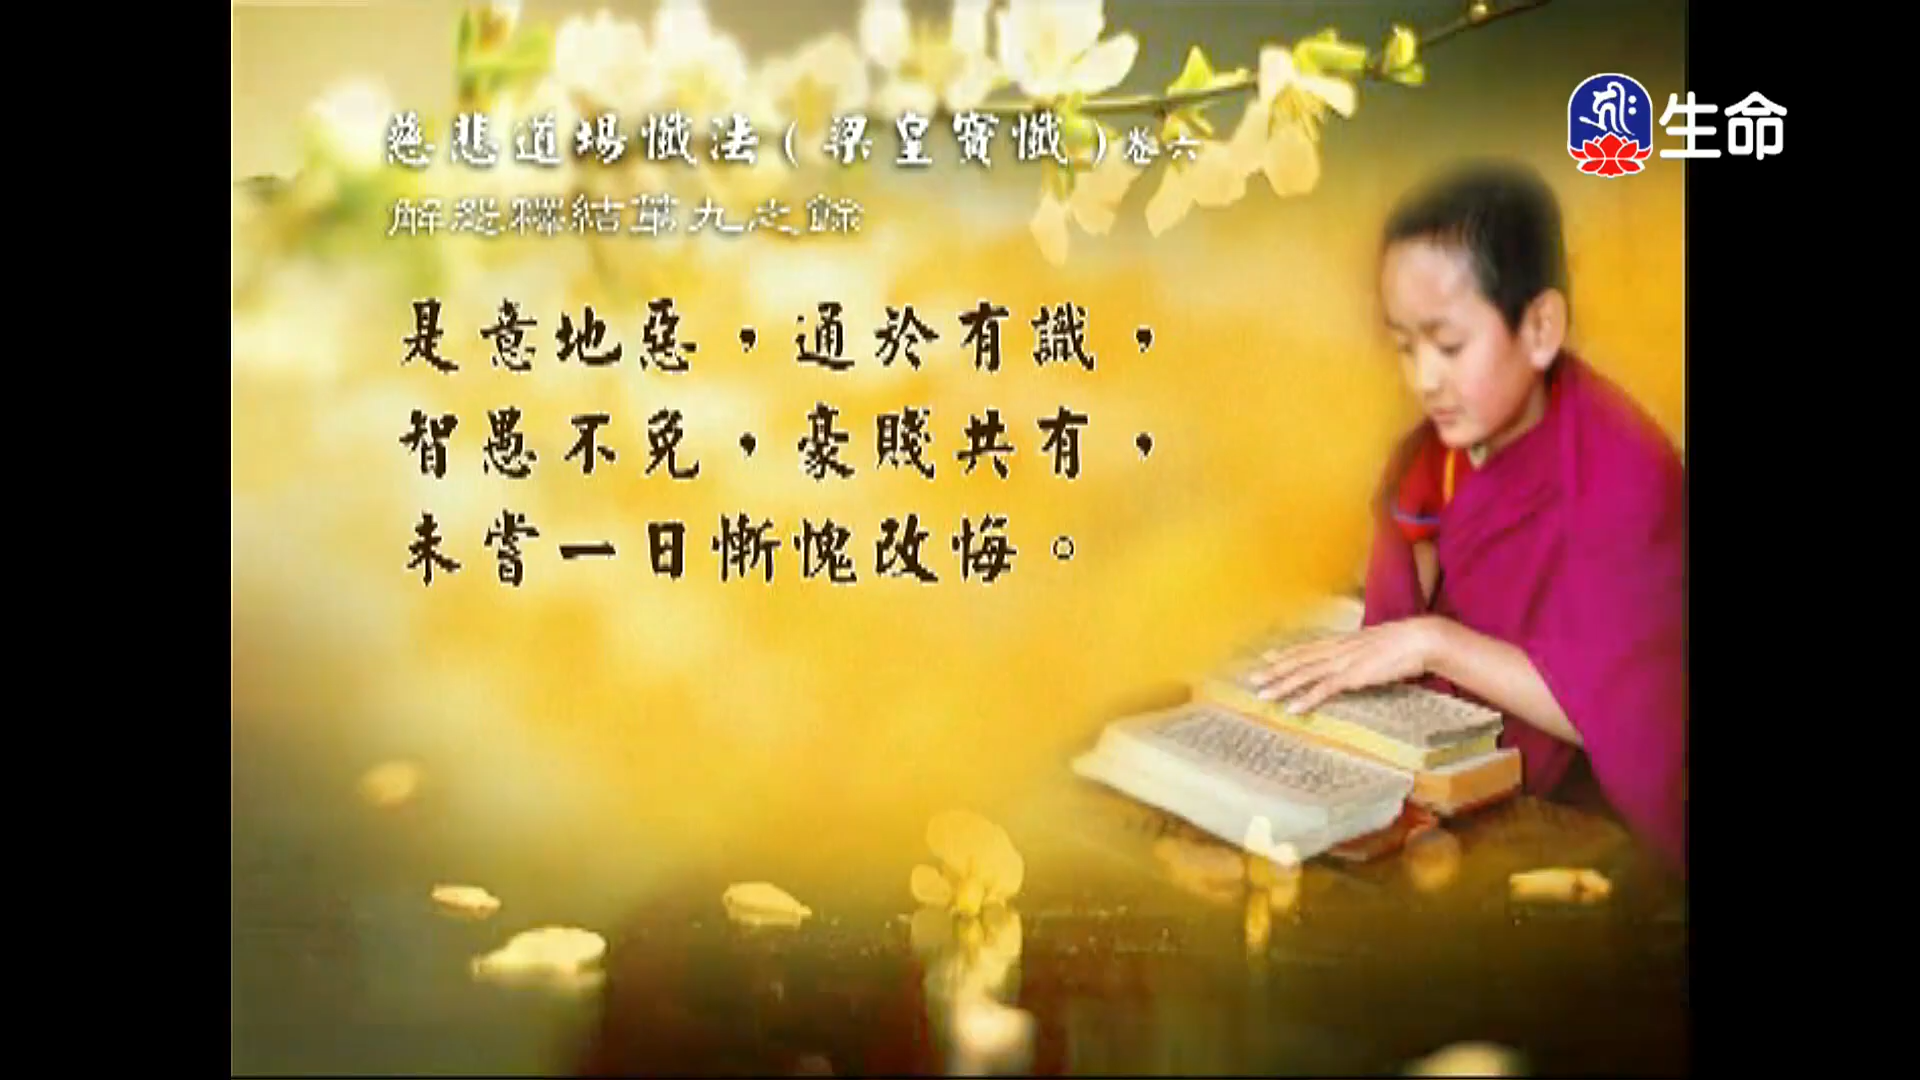 慈悲道場懺法(梁皇寶懺)卷六
生命
解冤釋結第九之餘
是意地惡，通於有識，
智愚不免，豪賤共有，
未嘗一日慚愧改悔。